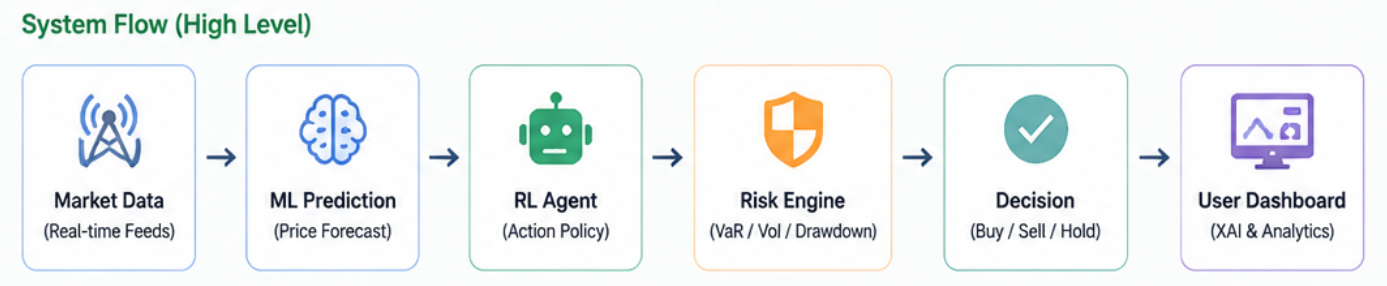 System Flow (High Level)
Market Data
(Real-time Feeds)
ML Prediction
(Price Forecast)
RL Agent
(Action Policy)
Risk Engine
(VaR / Vol / Drawdown)
Decision
(Buy / Sell / Hold)
User Dashboard
(XAI & Analytics)